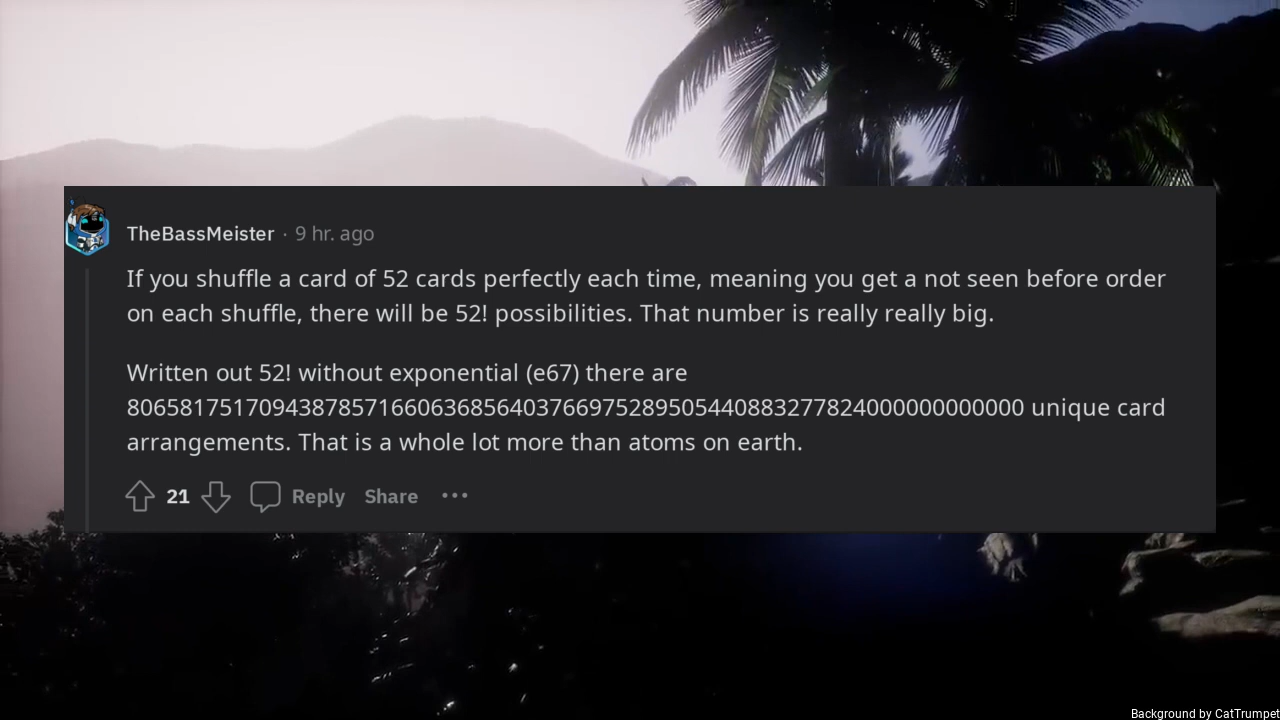 TheBassMeister · 9 hr. ago
If you shuffle a card of 52 cards perfectly each time, meaning you get a not seen before order
on each shuffle, there will be 52! possibilities. That number is really really big.
Written out 52! without exponential (e67) there are
80658175170943878571660636856403766975289505440883277824000000000000 unique card
arrangements. That is a whole lot more than atoms on earth.
21 Reply Share ···
Background by CatTrumpet